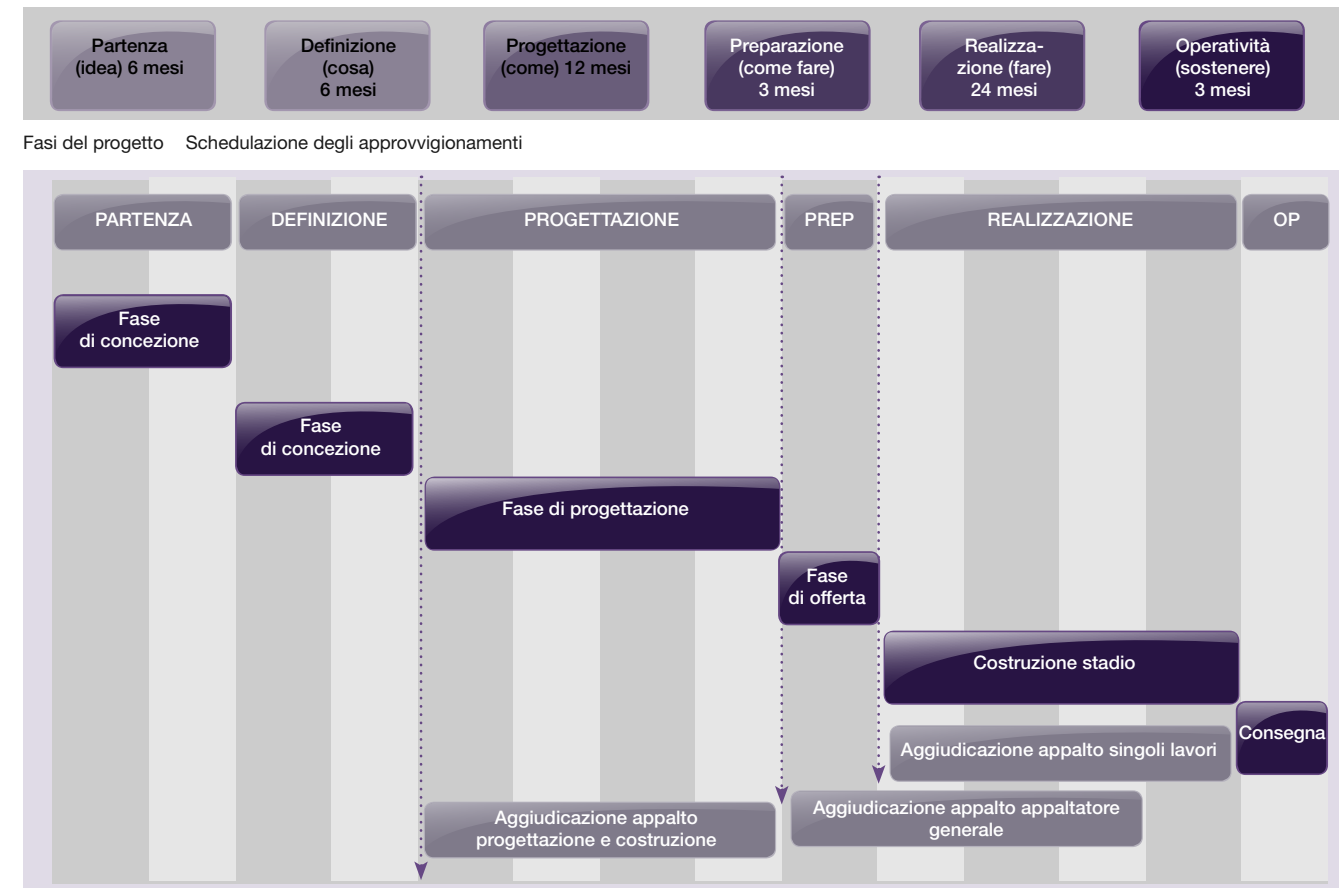 Partenza
(idea) 6 mesi
Definizione
(cosa)
6 mesi
Progettazione
(come) 12 mesi
Preparazione
(come fare)
3 mesi
Realizza-
zione (fare)
24 mesi
Operatività
(sostenere)
3 mesi
Fasi del progetto Schedulazione degli approvvigionamenti
PARTENZA
DEFINIZIONE
PROGETTAZIONE
PREP
REALIZZAZIONE
OP
Fase
di concezione
Fase
di concezione
Fase di progettazione
Fase
di offerta
Costruzione stadio
Consegna
Aggiudicazione appalto singoli lavori
Aggiudicazione appalto appaltatore
generale
Aggiudicazione appalto
progettazione e costruzione